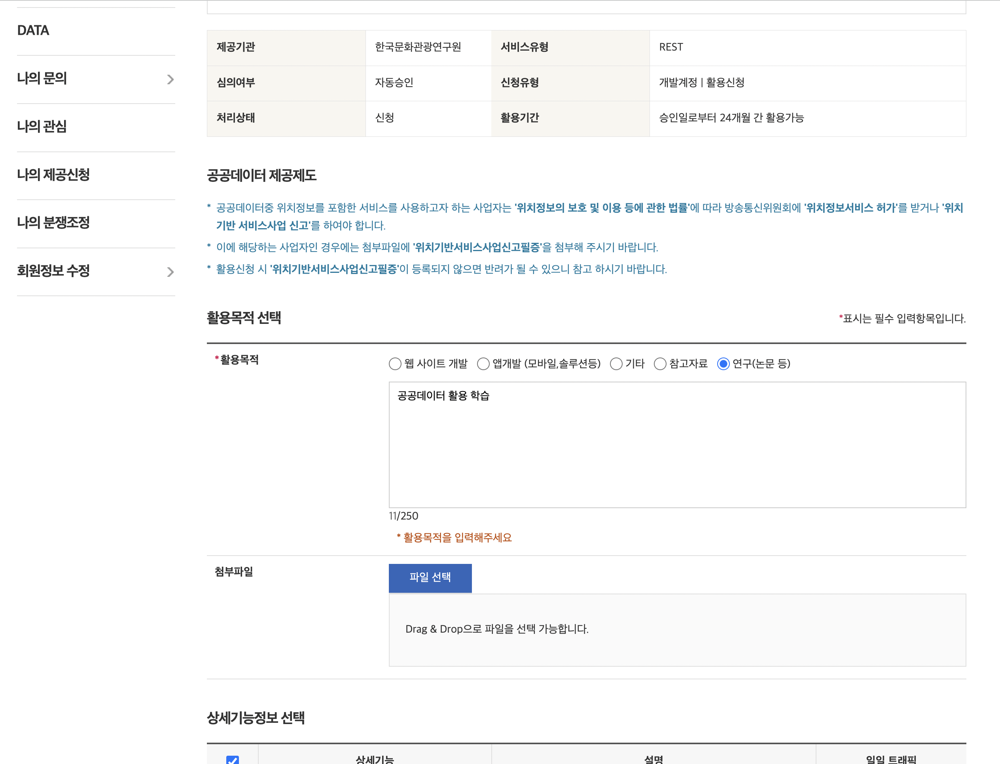 DATA
나의 문의
나의 관심
나의 제공신청
나의 분쟁조정
회원정보 수정
제공기관 한국문화관광연구원 서비스유형 REST
심의여부 자동승인 신청유형 개발계정 | 활용신청
처리상태 신청 활용기간 승인일로부터 24개월 간 활용가능
공공데이터 제공제도
* 공공데이터중 위치정보를 포함한 서비스를 사용하고자 하는 사업자는 '위치정보의 보호 및 이용 등에 관한 법률'에 따라 방송통신위원회에 '위치정보서비스 허가'를 받거나 '위치
기반 서비스사업 신고'를 하여야 합니다.
* 이에 해당하는 사업자인 경우에는 첨부파일에 '위치기반서비스사업신고필증'을 첨부해 주시기 바랍니다.
* 활용신청 시 '위치기반서비스사업신고필증'이 등록되지 않으면 반려가 될 수 있으니 참고 하시기 바랍니다.
활용목적 선택 *표시는 필수 입력항목입니다.
*활용목적 웹 사이트 개발 앱개발 (모바일,솔루션등) 기타 참고자료 연구(논문 등)
공공데이터 활용 학습
11/250
* 활용목적을 입력해주세요
첨부파일 파일 선택
Drag & Drop으로 파일을 선택 가능합니다.
상세기능정보 선택
상세기능 설명 일일 트래픽